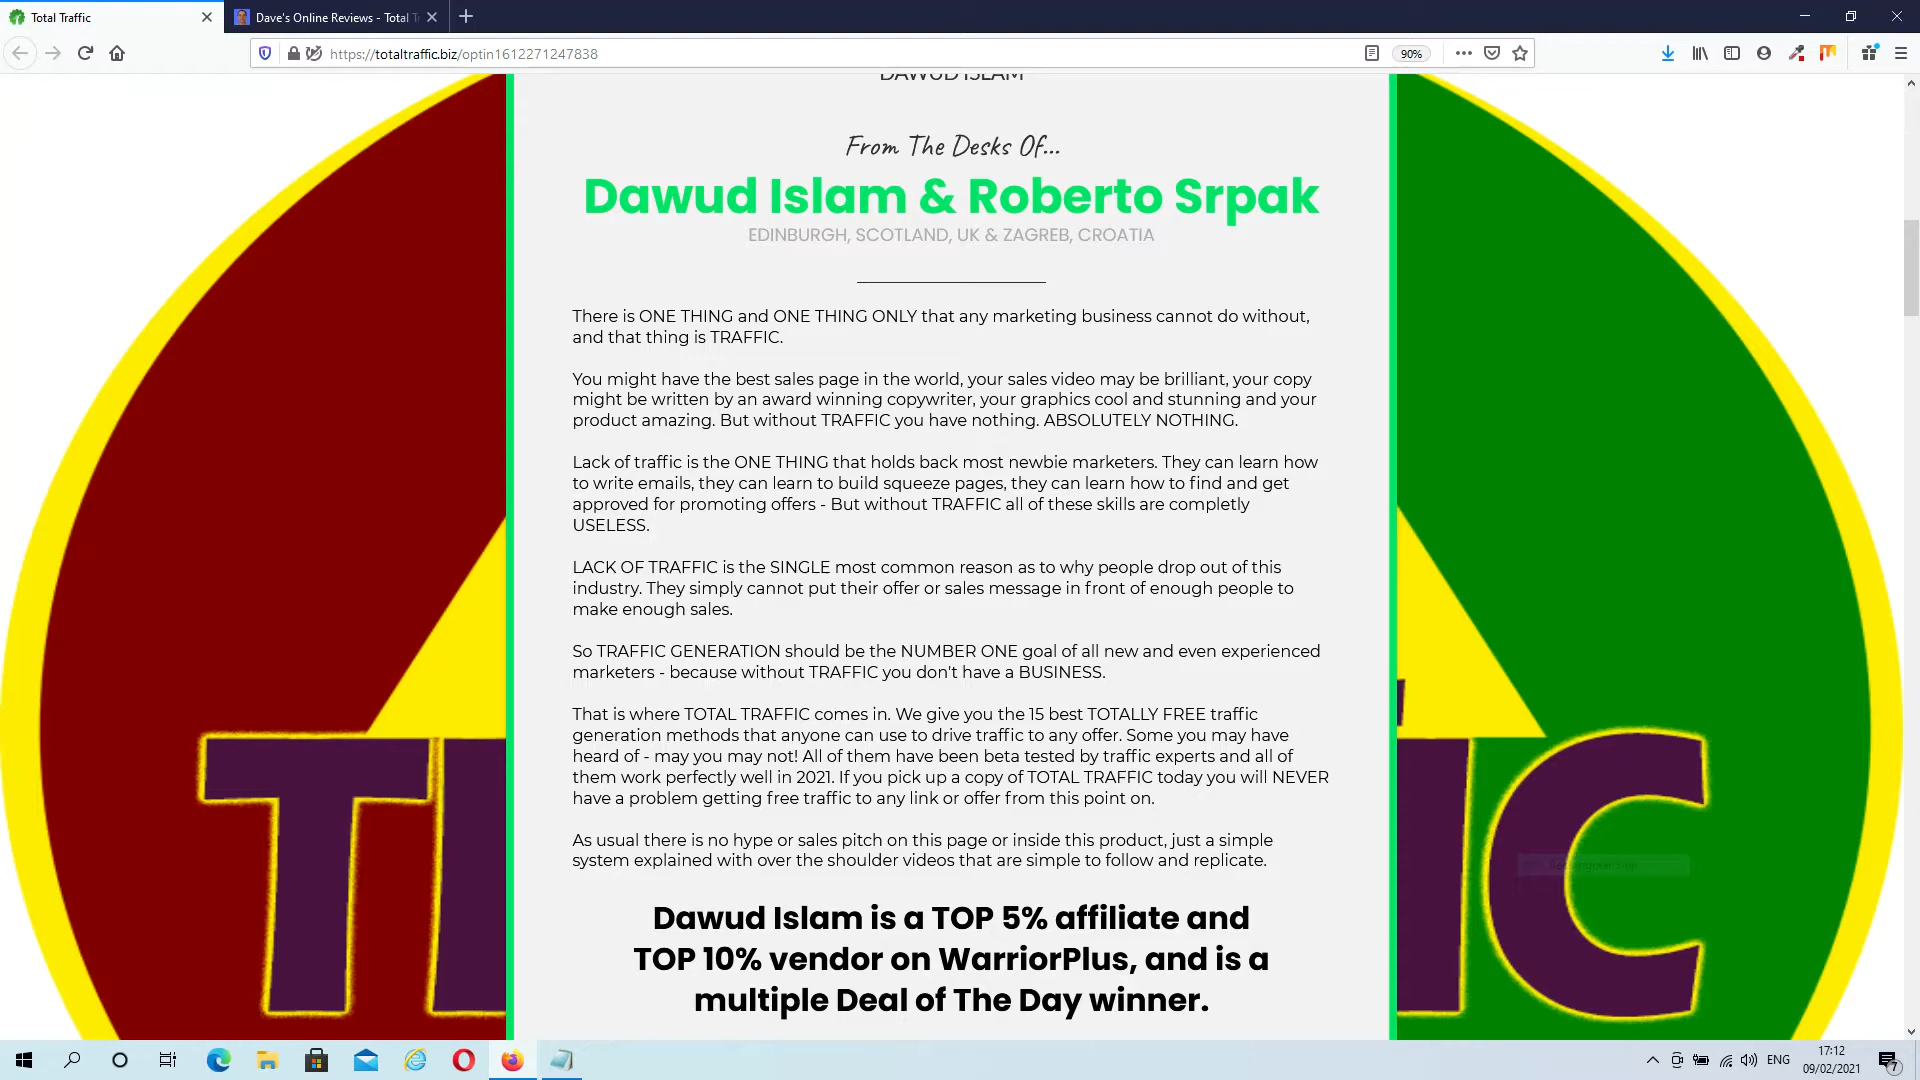 Total Traffic
Dave's Online Reviews - Total T
https://totaltraffic.biz/optin1612271247838
90%
DAWUD ISLAM
From The Desks Of...
Dawud Islam & Roberto Srpak
EDINBURGH, SCOTLAND, UK & ZAGREB, CROATIA
There is ONE THING and ONE THING ONLY that any marketing business cannot do without,
and that thing is TRAFFIC.
You might have the best sales page in the world, your sales video may be brilliant, your copy
might be written by an award winning copywriter, your graphics cool and stunning and your
product amazing. But without TRAFFIC you have nothing. ABSOLUTELY NOTHING.
Lack of traffic is the ONE THING that holds back most newbie marketers. They can learn how
to write emails, they can learn to build squeeze pages, they can learn how to find and get
approved for promoting offers - But without TRAFFIC all of these skills are completly
USELESS.
LACK OF TRAFFIC is the SINGLE most common reason as to why people drop out of this
industry. They simply cannot put their offer or sales message in front of enough people to
make enough sales.
So TRAFFIC GENERATION should be the NUMBER ONE goal of all new and even experienced
marketers - because without TRAFFIC you don't have a BUSINESS.
That is where TOTAL TRAFFIC comes in. We give you the 15 best TOTALLY FREE traffic
generation methods that anyone can use to drive traffic to any offer. Some you may have
heard of - may you may not! All of them have been beta tested by traffic experts and all of
them work perfectly well in 2021. If you pick up a copy of TOTAL TRAFFIC today you will NEVER
have a problem getting free traffic to any link or offer from this point on.
As usual there is no hype or sales pitch on this page or inside this product, just a simple
system explained with over the shoulder videos that are simple to follow and replicate.
Dawud Islam is a TOP 5% affiliate and
TOP 10% vendor on WarriorPlus, and is a
multiple Deal of The Day winner.
T
IC
ENG
17:12
09/02/2021
7